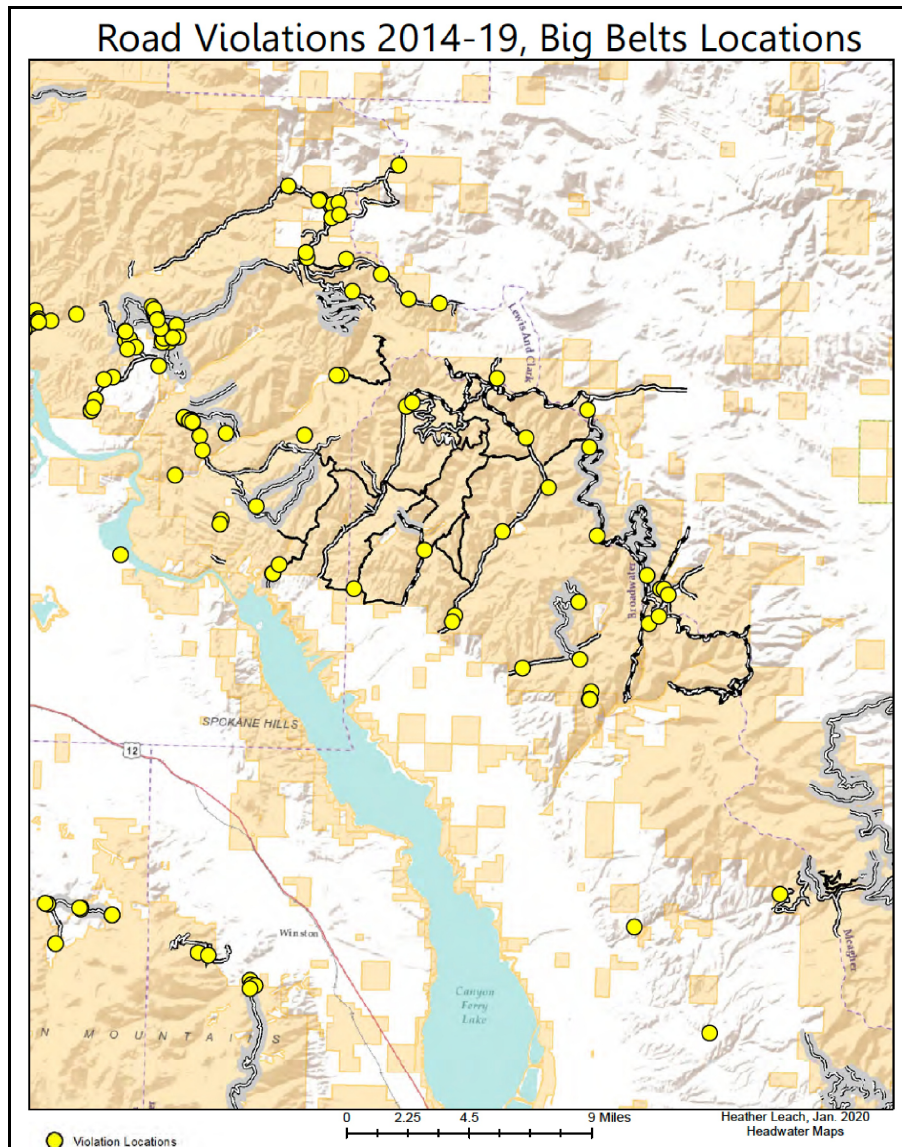 Road Violations 2014-19, Big Belts Locations
Lewis And Clark
Broadwater
SPOKANE HILLS
12
Winston
Meagher
Canyon
Ferry
Lake
N MOUNTAINS
0 2.25 4.5 9 Miles
Heather Leach, Jan. 2020
Headwater Maps
Violation Locations